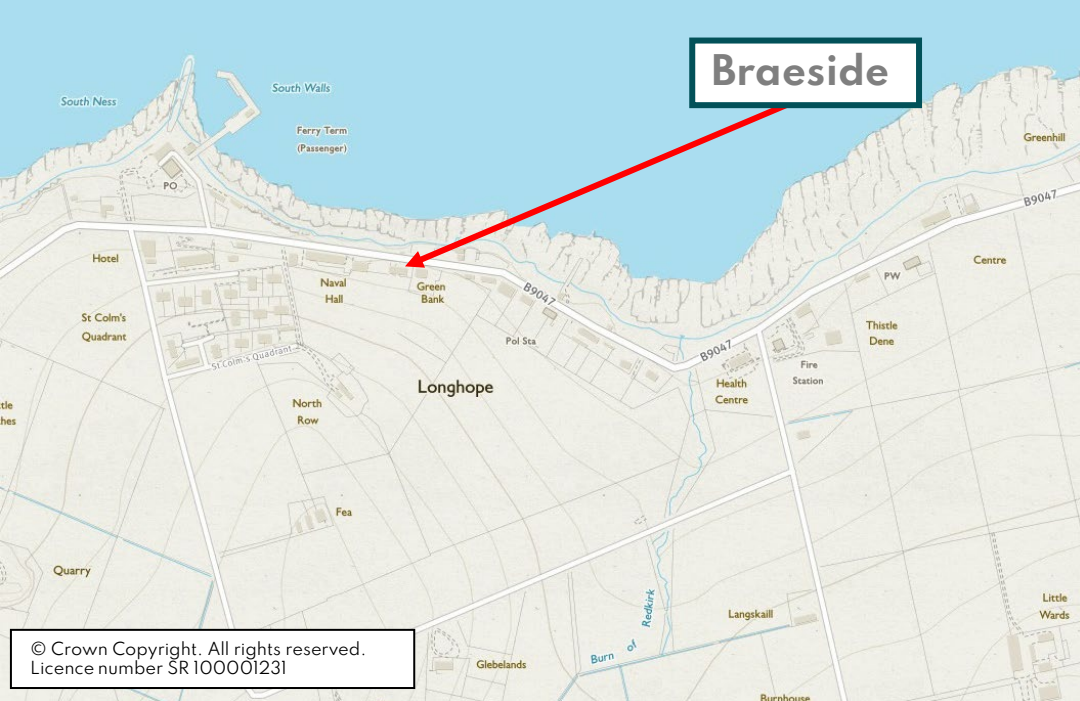 Braeside
South Ness
South Walls
Ferry Term
(Passenger)
Greenhill
PO
B9047
Hotel
Centre
PW
Naval
Hall
Green
Bank
B9047
St Colm's
Quadrant
Thistle
Dene
Pol Sta
B9047
St Colm's Quadrant
Fire
Station
Longhope
Health
Centre
North
Row
Fea
Quarry
Little
Wards
Langskaill
Burn of Redkirk
Glebelands
Burnhouse
© Crown Copyright. All rights reserved.
Licence number SR 100001231